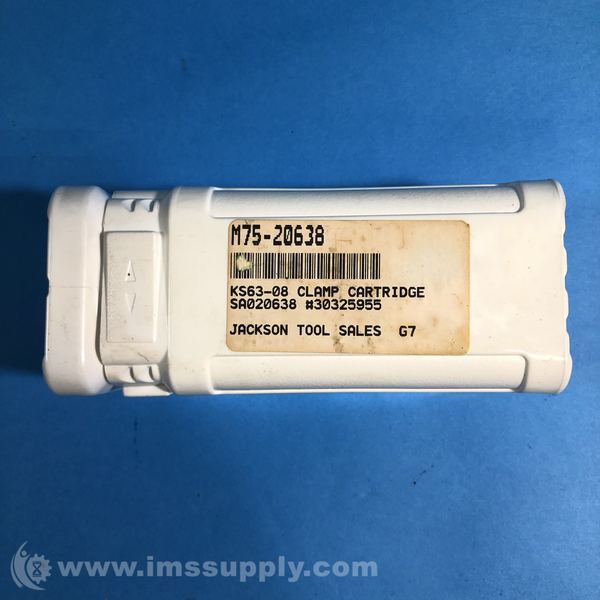 M75-20638
KS63-08 CLAMP CARTRIDGE
SA020638 #30325955
JACKSON TOOL SALES G7
www.imssupply.com